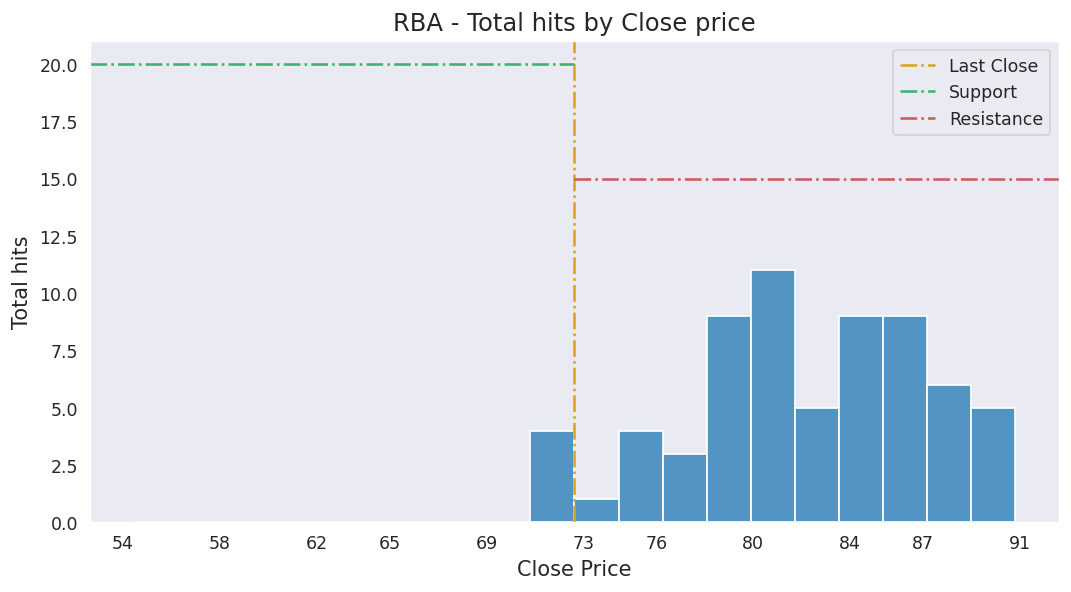 RBA - Total hits by Close price
20.0
17.5
15.0
12.5
10.0
7.5
5.0
2.5
0.0
Total hits
Last Close
Support
Resistance
54 58 62 65 69 73 76 80 84 87 91
Close Price